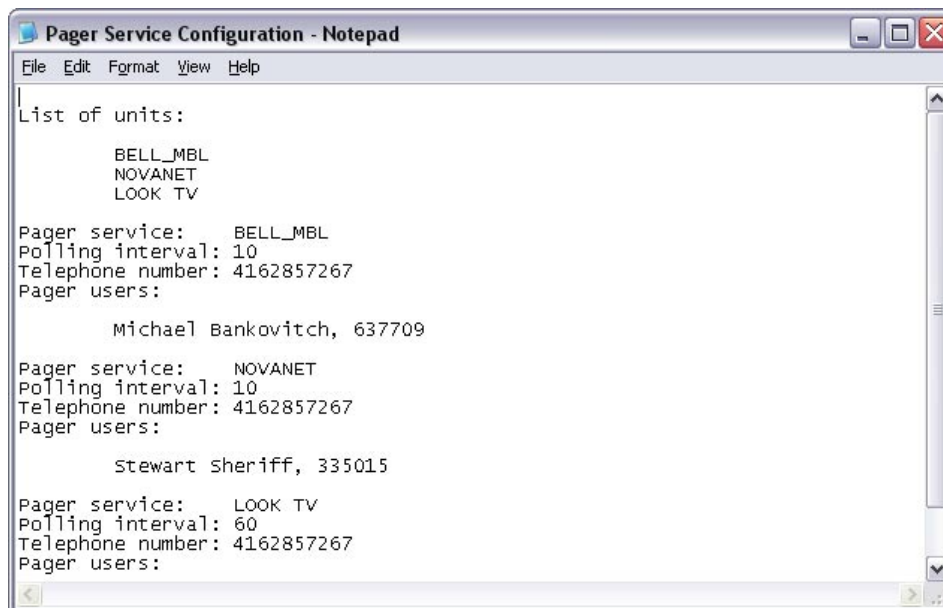 Pager Service Configuration - Notepad
File Edit Format View Help
List of units:
BELL_MBL
NOVANET
LOOK TV
Pager service: BELL_MBL
Polling interval: 10
Telephone number: 4162857267
Pager users:
Michael Bankovitch, 637709
Pager service: NOVANET
Polling interval: 10
Telephone number: 4162857267
Pager users:
Stewart Sheriff, 335015
Pager service: LOOK TV
Polling interval: 60
Telephone number: 4162857267
Pager users: